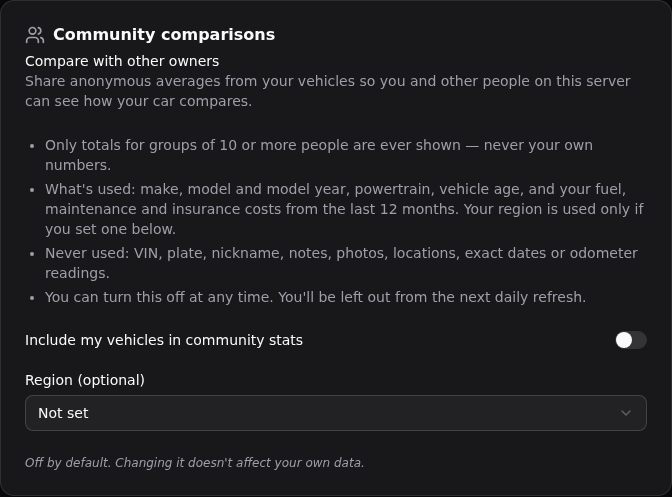 Community comparisons
Compare with other owners
Share anonymous averages from your vehicles so you and other people on this server
can see how your car compares.
• Only totals for groups of 10 or more people are ever shown — never your own
numbers.
• What's used: make, model and model year, powertrain, vehicle age, and your fuel,
maintenance and insurance costs from the last 12 months. Your region is used only if
you set one below.
• Never used: VIN, plate, nickname, notes, photos, locations, exact dates or odometer
readings.
• You can turn this off at any time. You'll be left out from the next daily refresh.
Include my vehicles in community stats
Region (optional)
Not set
Off by default. Changing it doesn't affect your own data.